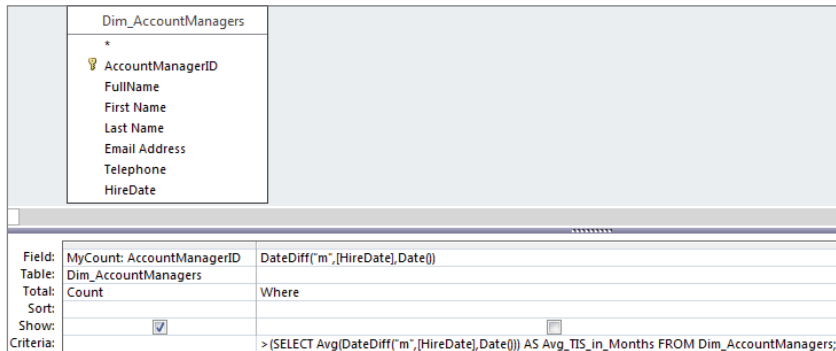 Dim_AccountManagers
*
AccountManagerID
FullName
First Name
Last Name
Email Address
Telephone
HireDate
Field: MyCount: AccountManagerID DateDiff("m",[HireDate],Date())
Table: Dim_AccountManagers
Total: Count Where
Sort:
Show:
Criteria: >(SELECT Avg(DateDiff("m",[HireDate],Date())) AS Avg_TIS_in_Months FROM Dim_AccountManagers;